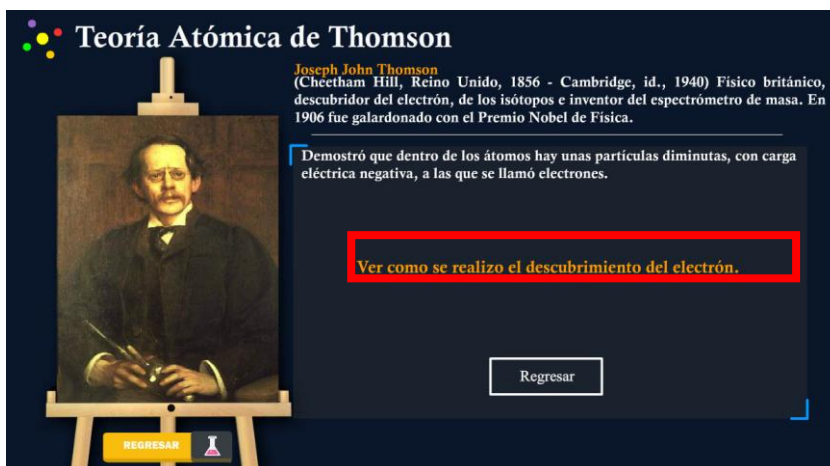 Teoría Atómica de Thomson
Joseph John Thomson
(Cheetham Hill, Reino Unido, 1856 - Cambridge, id., 1940) Físico británico,
descubridor del electrón, de los isótopos e inventor del espectrómetro de masa. En
1906 fue galardonado con el Premio Nobel de Física.
Demostró que dentro de los átomos hay unas partículas diminutas, con carga
eléctrica negativa, a las que se llamó electrones.
Ver como se realizo el descubrimiento del electrón.
Regresar
REGRESAR